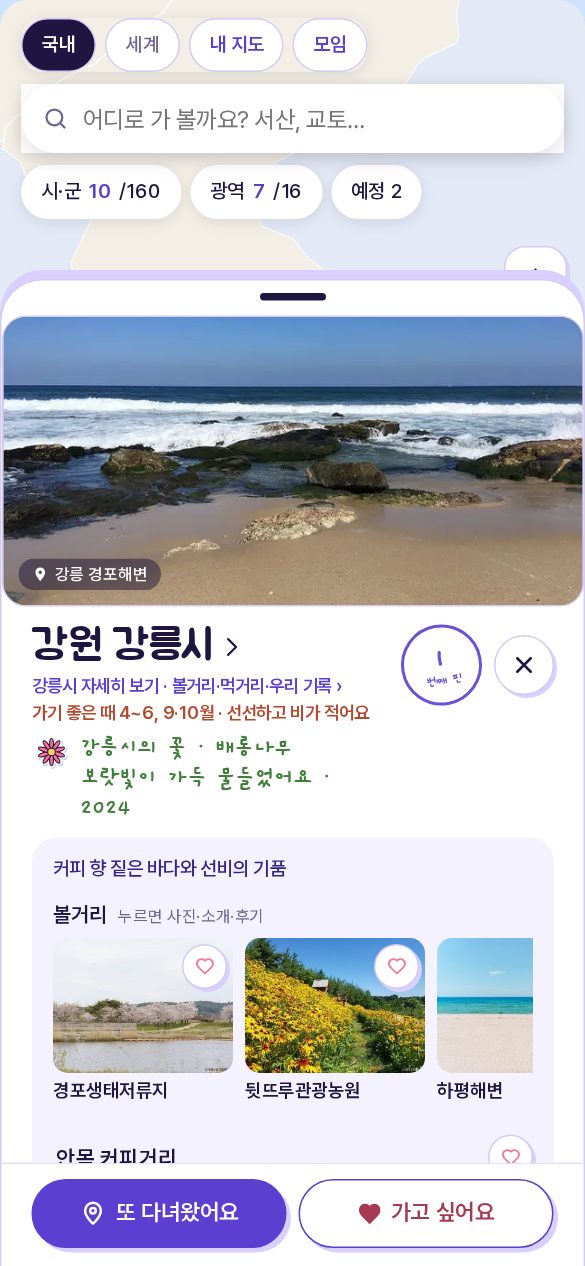 국내 세계 내 지도 모임
어디로 가 볼까요? 서산, 교토...
시·군 10 /160 광역 7 /16 예정 2
강릉 경포해변
강원 강릉시 ›
1
번째 핀
강릉시 자세히 보기 · 볼거리·먹거리·우리 기록 ›
가기 좋은 때 4~6, 9·10월 · 선선하고 비가 적어요
강릉시의 꽃 · 배롱나무
보랏빛이 가득 물들었어요 ·
2024
커피 향 짙은 바다와 선비의 기품
볼거리 누르면 사진·소개·후기
경포생태저류지 뒷뜨루관광농원 하평해변
안목 커피거리
또 다녀왔어요 가고 싶어요